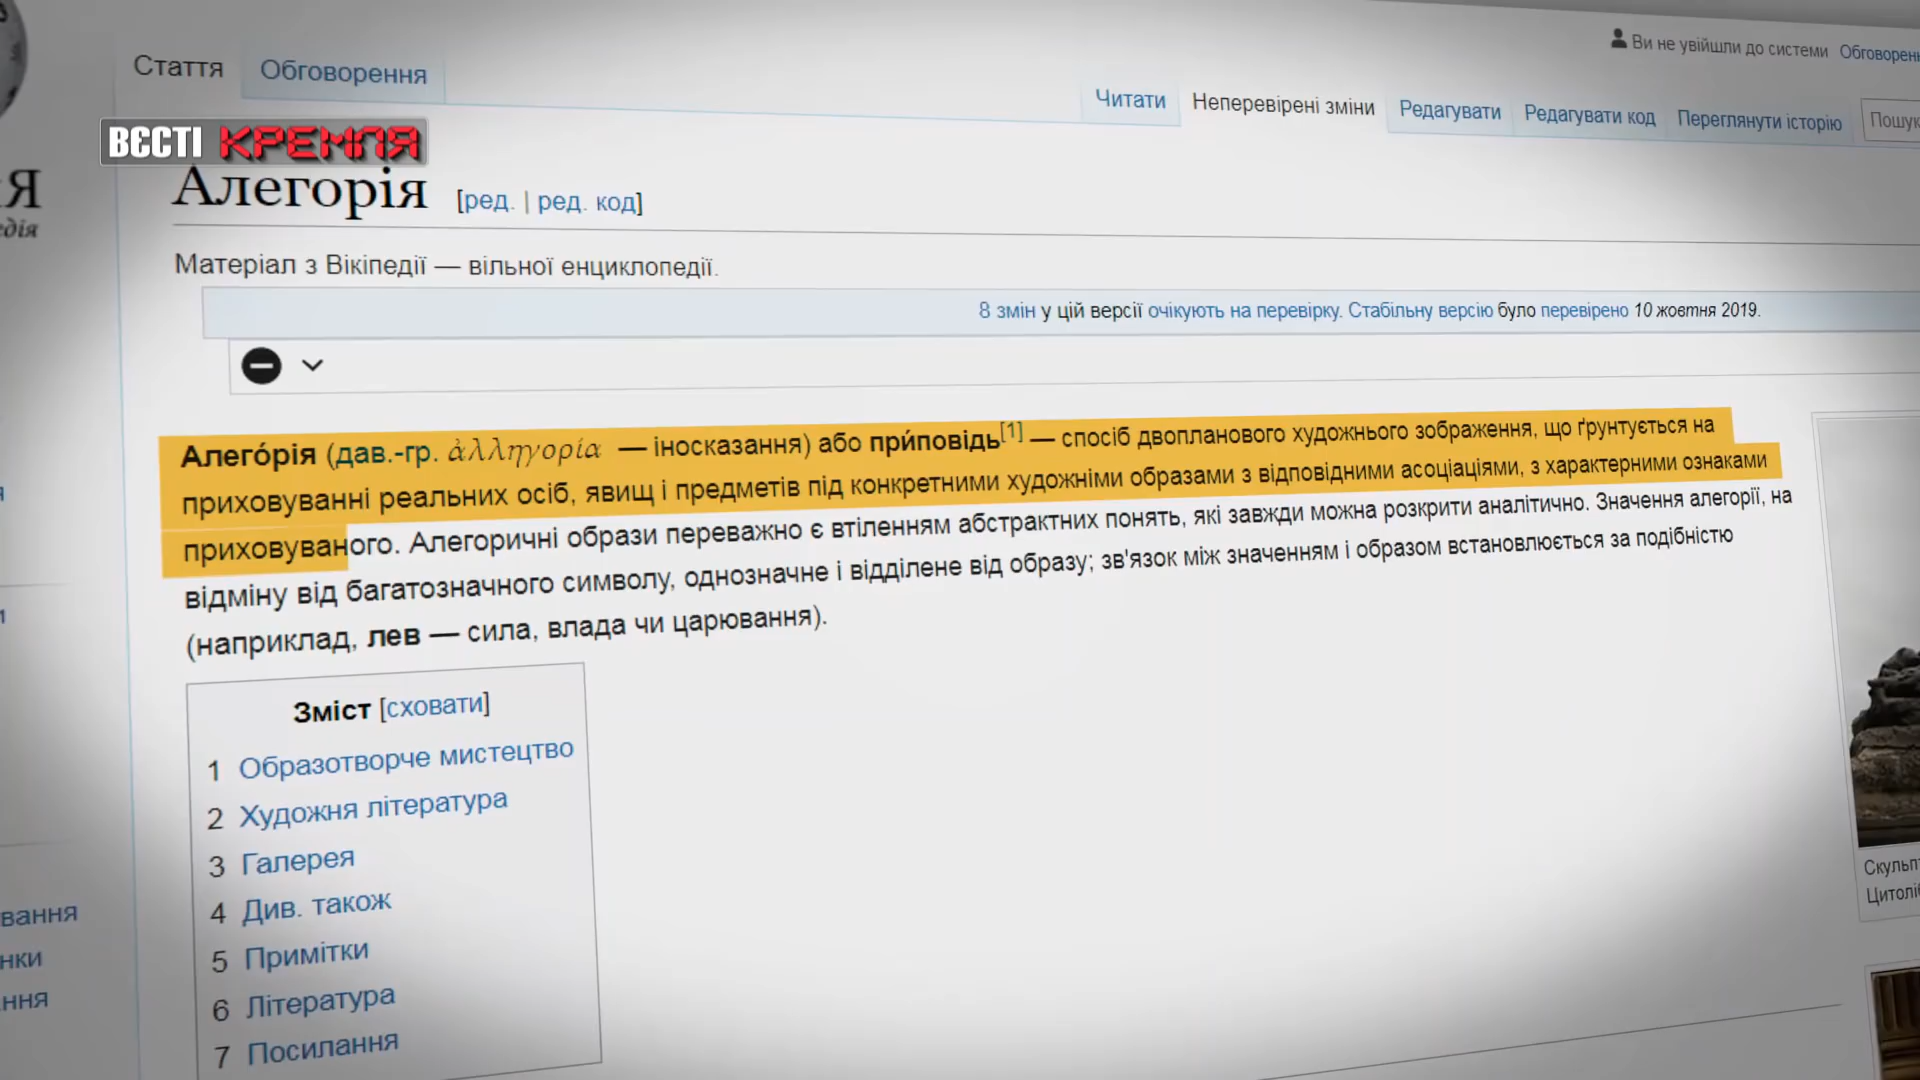 Стаття Обговорення
Ви не увійшли до системи
Читати Неперевірені зміни Редагувати Редагувати код Переглянути історію
ВЄСТІ КРЕМЛЯ
Алегорія [ред. | ред. код]
Матеріал з Вікіпедії — вільної енциклопедії.
8 змін у цій версії очікують на перевірку. Стабільну версію було перевірено 10 жовтня 2019.
Алего́рія (дав.-гр. ἀλληγορία — іносказання) або при́повідь[1] — спосіб двопланового художнього зображення, що ґрунтується на
приховуванні реальних осіб, явищ і предметів під конкретними художніми образами з відповідними асоціаціями, з характерними ознаками
приховуваного. Алегоричні образи переважно є втіленням абстрактних понять, які завжди можна розкрити аналітично. Значення алегорії, на
відміну від багатозначного символу, однозначне і відділене від образу; зв'язок між значенням і образом встановлюється за подібністю
(наприклад, лев — сила, влада чи царювання).
Зміст [сховати]
1 Образотворче мистецтво
2 Художня література
3 Галерея
4 Див. також
5 Примітки
6 Література
7 Посилання